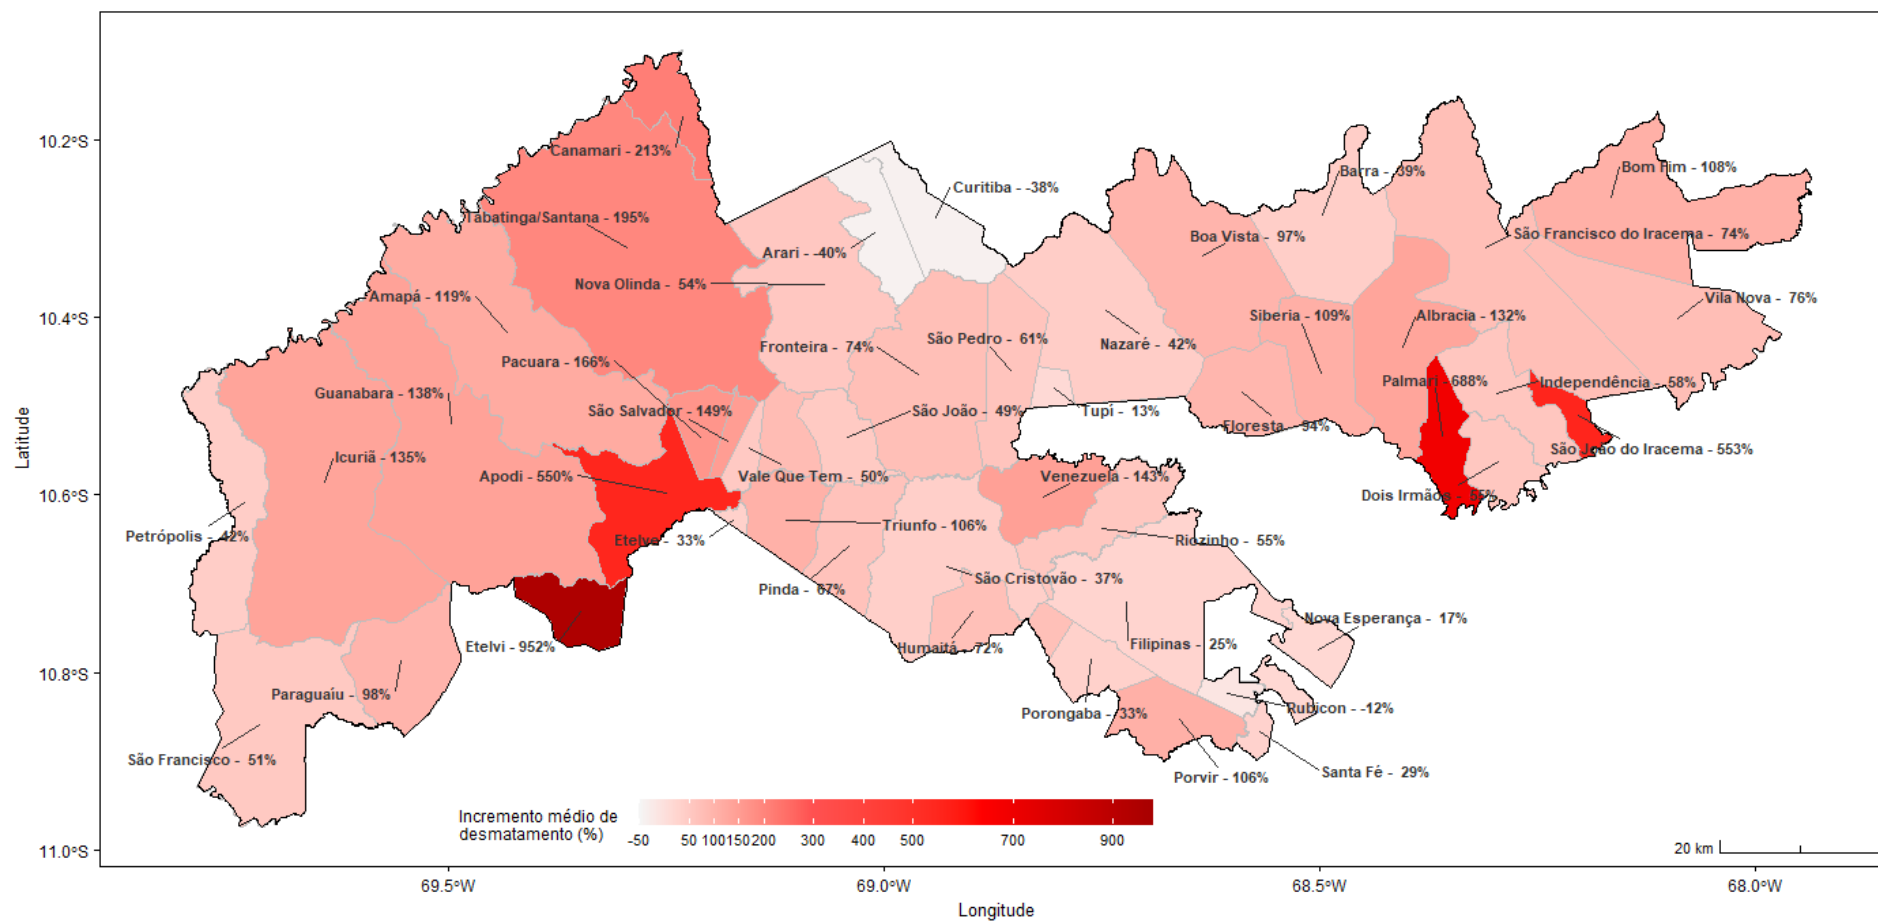 10.2°S
10.4°S
10.6°S
10.8°S
11.0°S
Latitude
Canamari - 213%
Tabatinga/Santana - 195%
Curitiba - -38%
Arari - -40%
Nova Olinda - 54%
Amapá - 119%
Pacuara - 166%
Fronteira - 74%
São Pedro - 61%
Nazaré - 42%
Boa Vista - 97%
Barra - 39%
Bom Fim - 108%
São Francisco do Iracema - 74%
Vila Nova - 76%
Siberia - 109%
Albracia - 132%
Guanabara - 138%
São Salvador - 149%
São João - 49%
Tupí - 13%
Floresta - 94%
Palmari - 688%
Independência - 58%
São João do Iracema - 553%
Dois Irmãos - 55%
Icuriã - 135%
Apodi - 550%
Vale Que Tem - 50%
Venezuela - 143%
Petrópolis - 42%
Etelve - 33%
Triunfo - 106%
Riozinho - 55%
Pinda - 67%
São Cristovão - 37%
Etelvi - 952%
Humaitá - 72%
Filipinas - 25%
Nova Esperança - 17%
Paraguaíu - 98%
Porongaba - 33%
Rubicon - -12%
São Francisco - 51%
Porvir - 106%
Santa Fé - 29%
Incremento médio de
desmatamento (%)
-50 50 100 150 200 300 400 500 700 900
20 km
69.5°W 69.0°W 68.5°W 68.0°W
Longitude